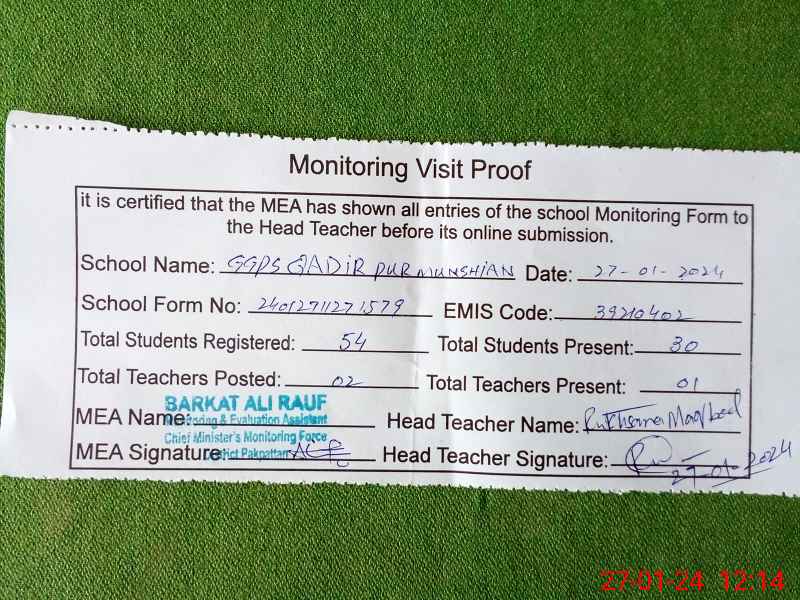 Monitoring Visit Proof
it is certified that the MEA has shown all entries of the school Monitoring Form to
the Head Teacher before its online submission.
School Name: GGPS QADIR PUR MUNSHIAN Date: 27-01-2024
School Form No: 24012711271579 EMIS Code: 39210402
Total Students Registered: 54 Total Students Present: 30
Total Teachers Posted: 02 Total Teachers Present: 01
BARKAT ALI RAUF
MEA Name: Monitoring & Evaluation Assistant Head Teacher Name: Rukhsana Maqbool
Chief Minister's Monitoring Force
MEA Signature District Pakpattan Head Teacher Signature:
27-01-2024
27-01-24 12:14